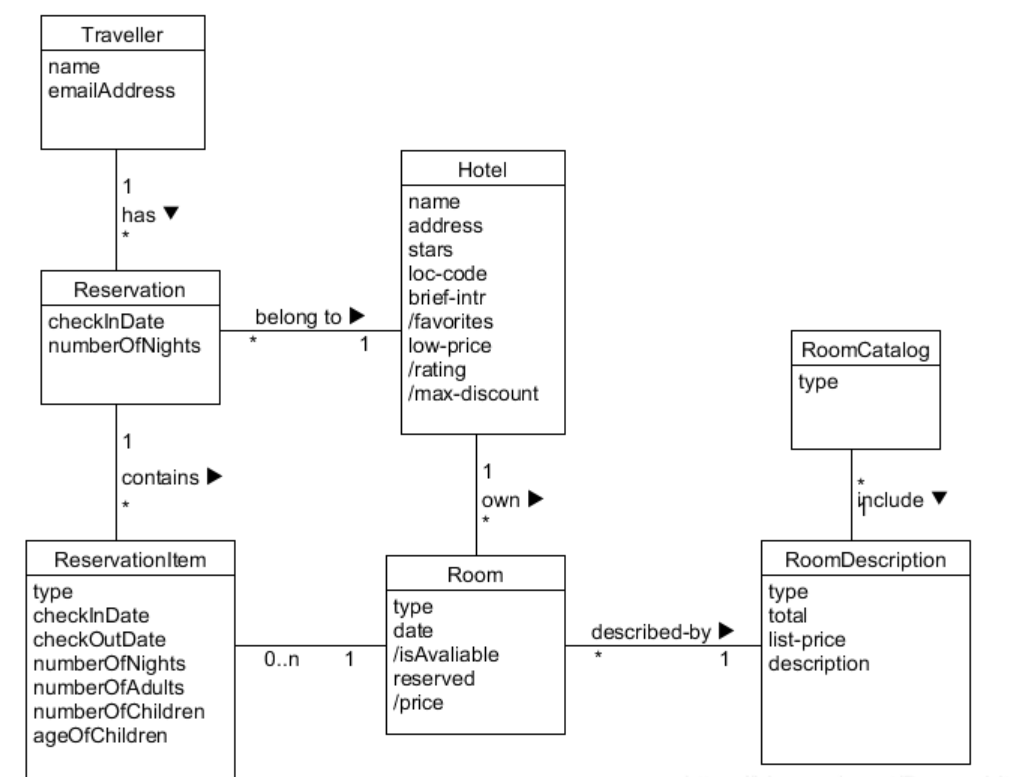 Traveller
name
emailAddress
1
has ▼
*
Reservation
checkInDate
numberOfNights
belong to ▶
*
1
Hotel
name
address
stars
loc-code
brief-intr
/favorites
low-price
/rating
/max-discount
RoomCatalog
type
1
contains ▶
*
1
own ▶
*
*
include ▼
1
ReservationItem
type
checkInDate
checkOutDate
numberOfNights
numberOfAdults
numberOfChildren
ageOfChildren
0..n
1
Room
type
date
/isAvaliable
reserved
/price
described-by ▶
*
1
RoomDescription
type
total
list-price
description